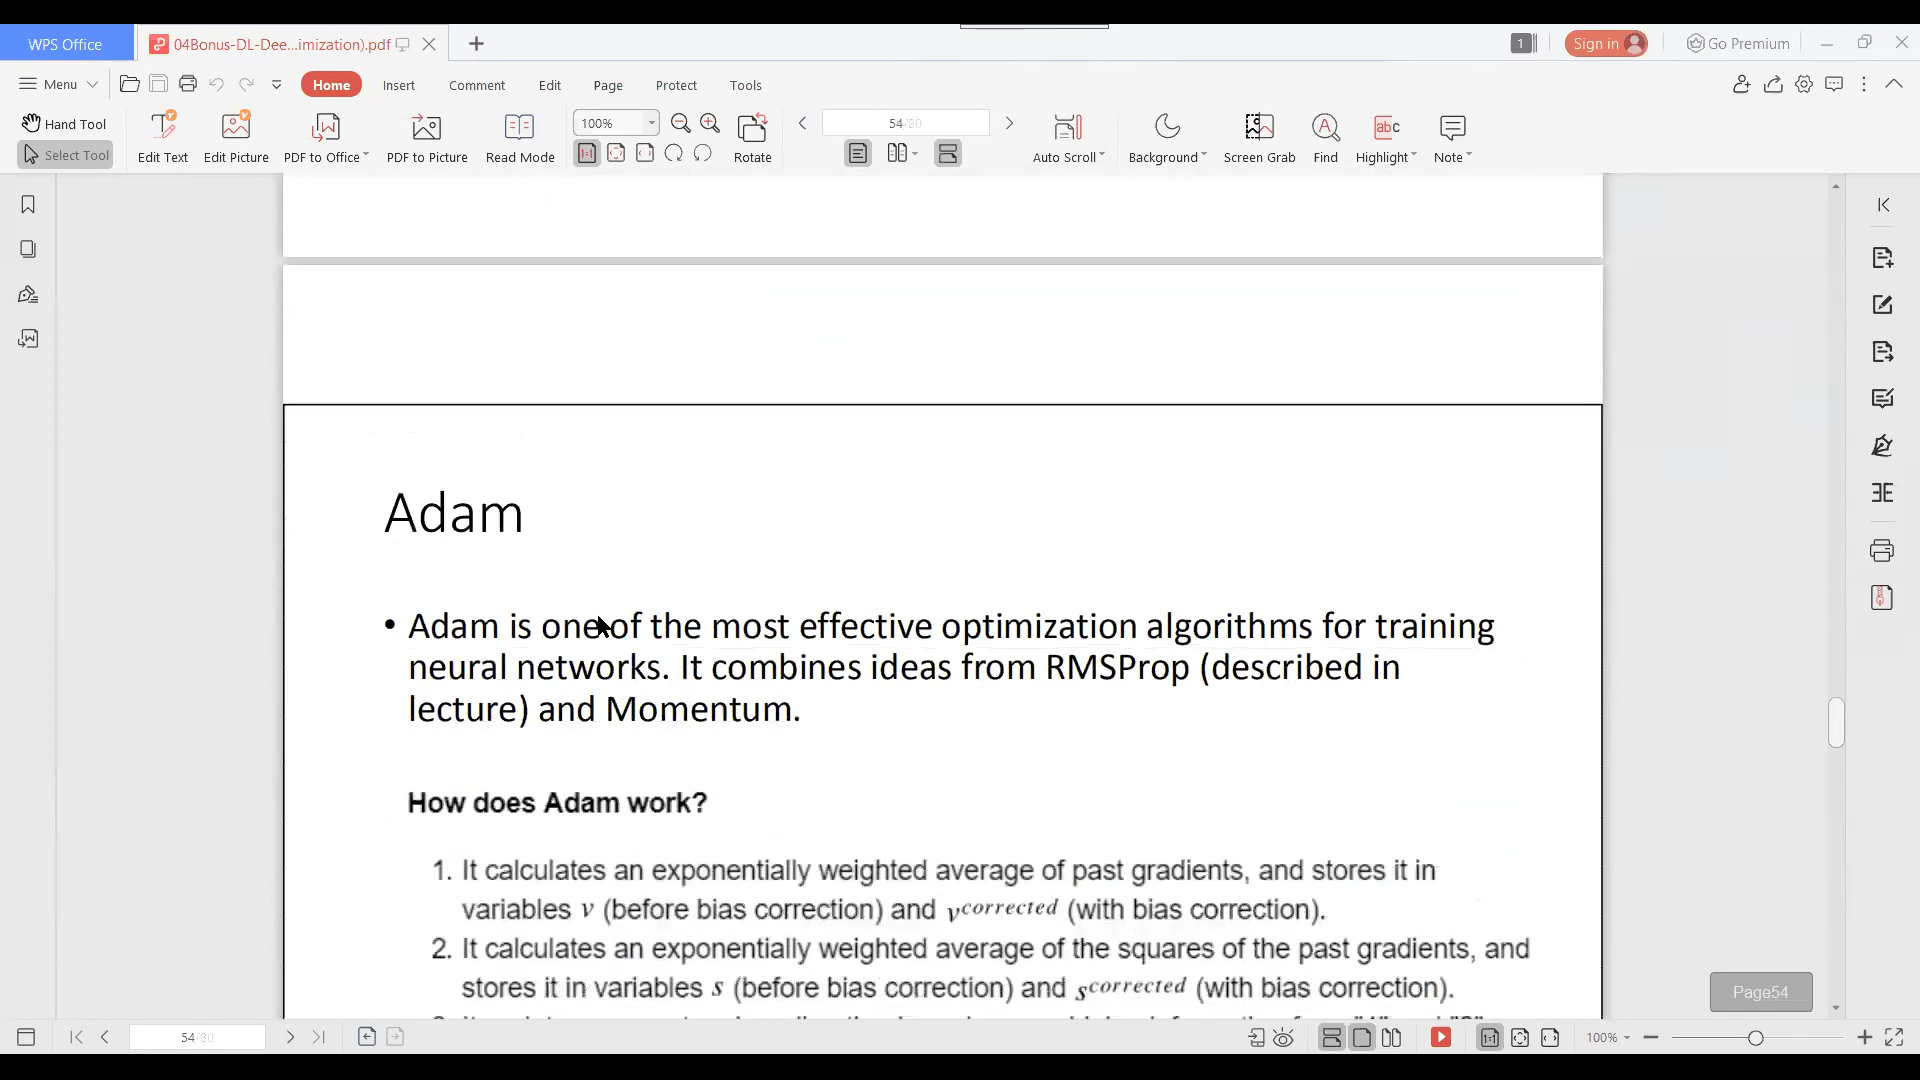 WPS Office
04Bonus-DL-Dee...imization).pdf
1
Sign in
Go Premium
Menu
Home
Insert
Comment
Edit
Page
Protect
Tools
Hand Tool
Select Tool
Edit Text
Edit Picture
PDF to Office
PDF to Picture
Read Mode
100%
Rotate
54/80
Auto Scroll
Background
Screen Grab
Find
Highlight
Note
Adam
• Adam is one of the most effective optimization algorithms for training
neural networks. It combines ideas from RMSProp (described in
lecture) and Momentum.
How does Adam work?
1. It calculates an exponentially weighted average of past gradients, and stores it in
variables v (before bias correction) and v^corrected (with bias correction).
2. It calculates an exponentially weighted average of the squares of the past gradients, and
stores it in variables s (before bias correction) and s^corrected (with bias correction).
Page54
54/80
100%